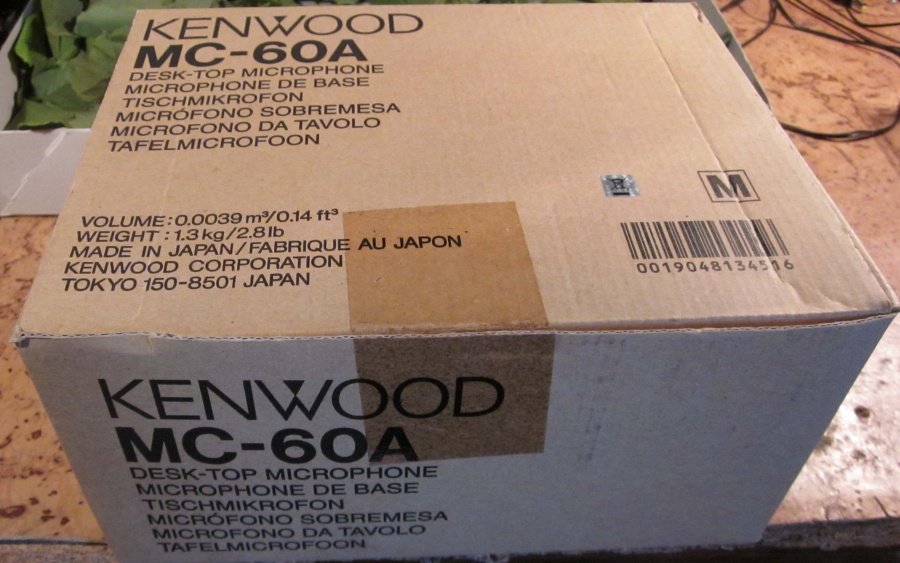 KENWOOD
MC-60A
DESK-TOP MICROPHONE
MICROPHONE DE BASE
TISCHMIKROFON
MICRÓFONO SOBREMESA
MICROFONO DA TAVOLO
TAFELMICROFOON
M
VOLUME : 0.0039 m³/0.14 ft³
WEIGHT : 1.3 kg/2.8 lb
MADE IN JAPAN/FABRIQUE AU JAPON
KENWOOD CORPORATION
TOKYO 150-8501 JAPAN
0019048134516
KENWOOD
MC-60A
DESK-TOP MICROPHONE
MICROPHONE DE BASE
TISCHMIKROFON
MICRÓFONO SOBREMESA
MICROFONO DA TAVOLO
TAFELMICROFOON